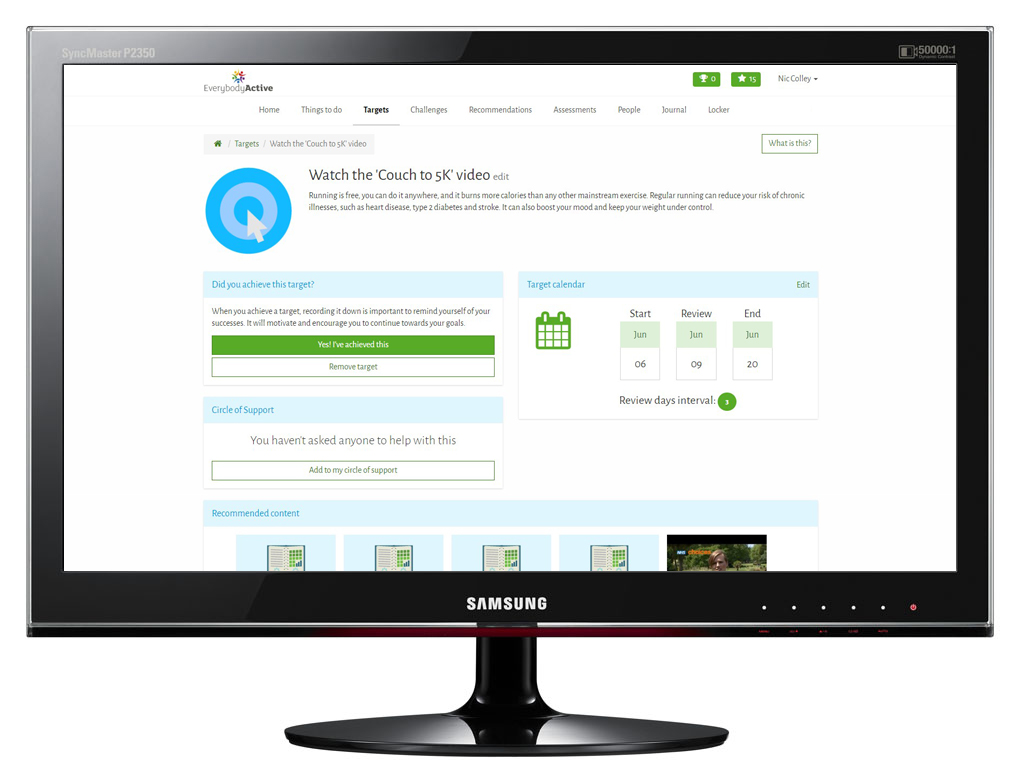 SyncMaster P2350
50000:1
Dynamic Contrast
EverybodyActive
0
15
Nic Colley
Home Things to do Targets Challenges Recommendations Assessments People Journal Locker
/ Targets / Watch the 'Couch to 5K' video
What is this?
Watch the 'Couch to 5K' video edit
Running is free, you can do it anywhere, and it burns more calories than any other mainstream exercise. Regular running can reduce your risk of chronic
illnesses, such as heart disease, type 2 diabetes and stroke. It can also boost your mood and keep your weight under control.
Did you achieve this target?
When you achieve a target, recording it down is important to remind yourself of your
successes. It will motivate and encourage you to continue towards your goals.
Yes! I've achieved this
Remove target
Target calendar
Edit
Start Review End
Jun Jun Jun
06 09 20
Review days interval: 3
Circle of Support
You haven't asked anyone to help with this
Add to my circle of support
Recommended content
NHS choices
SAMSUNG
MENU
AUTO